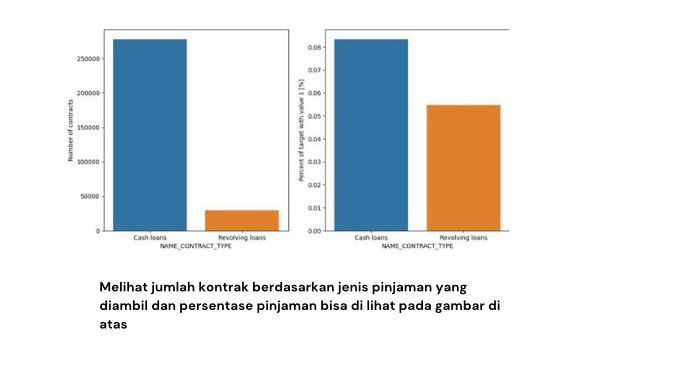 250000
200000
150000
100000
50000
0
Number of contracts
Cash loans
Revolving loans
NAME_CONTRACT_TYPE
0.08
0.07
0.06
0.05
0.04
0.03
0.02
0.01
0.00
Percent of target with value 1 [%]
Cash loans
Revolving loans
NAME_CONTRACT_TYPE
Melihat jumlah kontrak berdasarkan jenis pinjaman yang
diambil dan persentase pinjaman bisa di lihat pada gambar di
atas